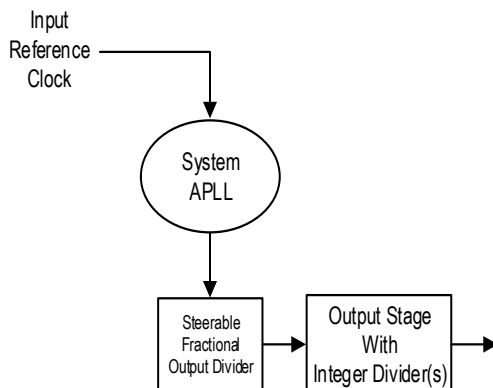 Input
Reference
Clock
System
APLL
Steerable
Fractional
Output Divider
Output Stage
With
Integer Divider(s)